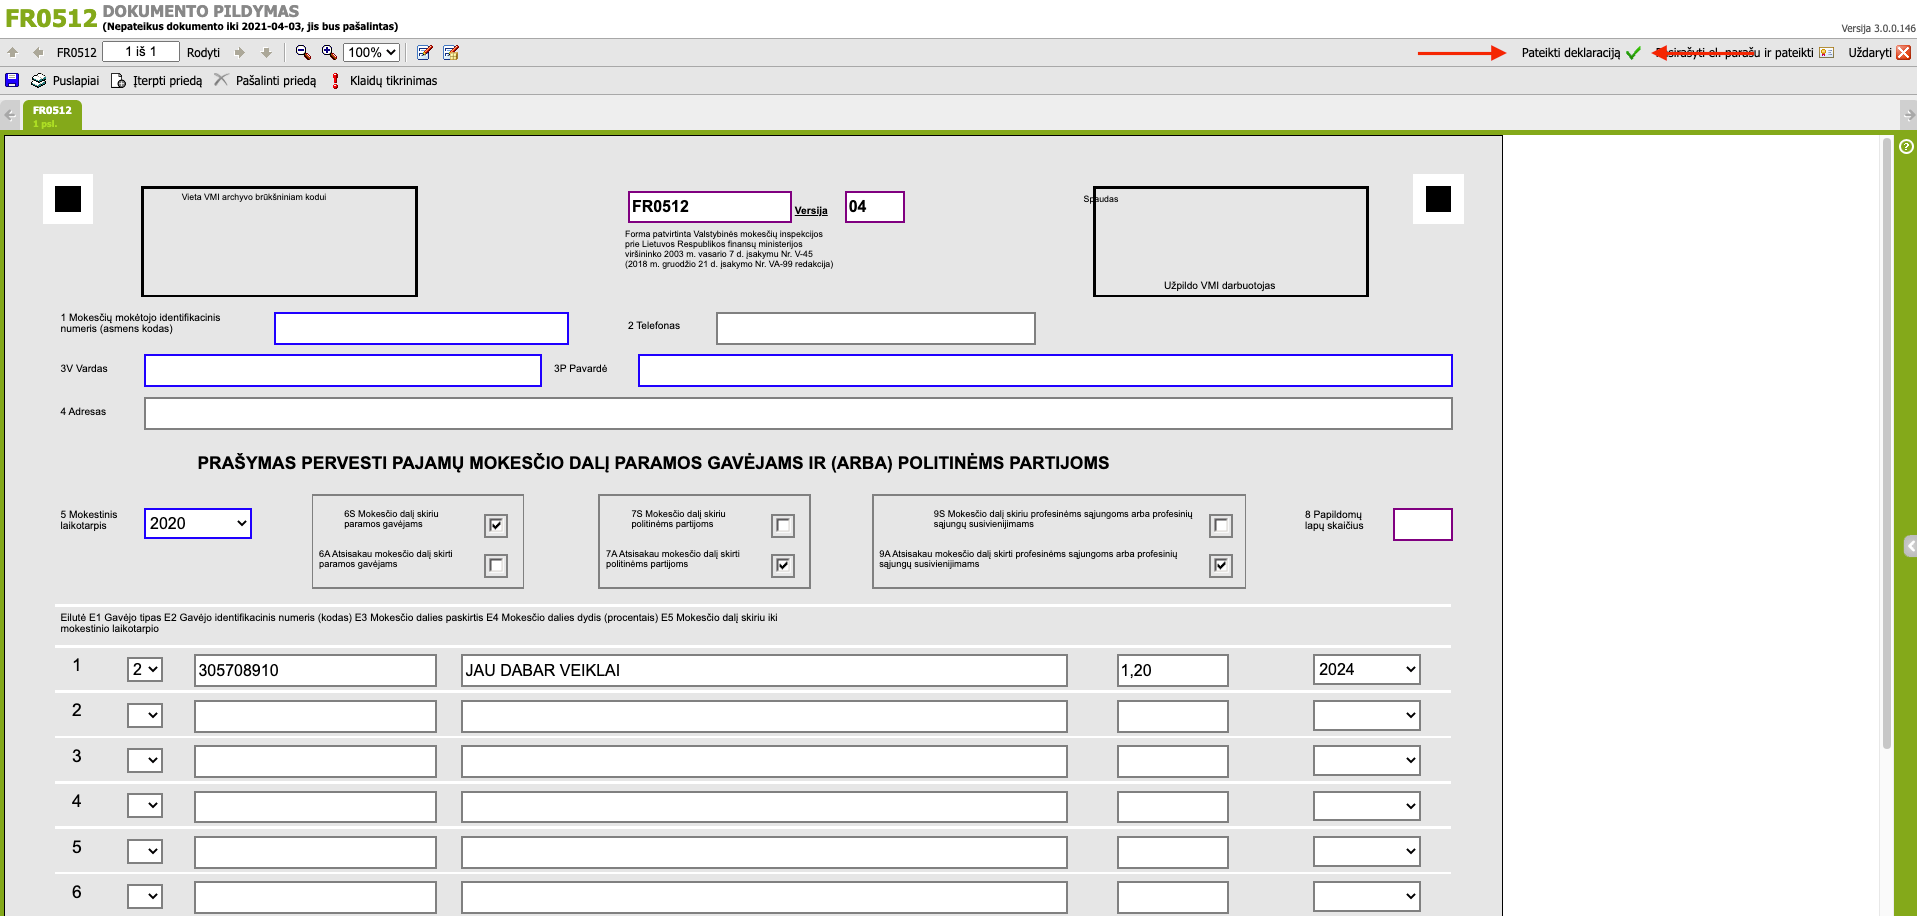 FR0512 DOKUMENTO PILDYMAS
(Nepateikus dokumento iki 2021-04-03, jis bus pašalintas)
Versija 3.0.0.146
FR0512 1 iš 1 Rodyti 100% Pateikti deklaraciją ir pateikti Uždaryti
Puslapiai Įterpti priedą Pašalinti priedą Klaidų tikrinimas
FR0512
1 psl.
Vieta VMI archyvo brūkšniniam kodui
FR0512 Versija 04
Spaudas
Forma patvirtinta Valstybinės mokesčių inspekcijos
prie Lietuvos Respublikos finansų ministerijos
viršininko 2003 m. vasario 7 d. įsakymu Nr. V-45
(2018 m. gruodžio 21 d. įsakymo Nr. VA-99 redakcija)
Užpildo VMI darbuotojas
1 Mokesčių mokėtojo identifikacinis
numeris (asmens kodas)
2 Telefonas
3V Vardas
3P Pavardė
4 Adresas
PRAŠYMAS PERVESTI PAJAMŲ MOKESČIO DALĮ PARAMOS GAVĖJAMS IR (ARBA) POLITINĖMS PARTIJOMS
5 Mokestinis
laikotarpis
2020
6S Mokesčio dalį skiriu
paramos gavėjams
6A Atsisakau mokesčio dalį skirti
paramos gavėjams
7S Mokesčio dalį skiriu
politinėms partijoms
7A Atsisakau mokesčio dalį skirti
politinėms partijoms
9S Mokesčio dalį skiriu profesinėms sąjungoms arba profesinių
sąjungų susivienijimams
9A Atsisakau mokesčio dalį skirti profesinėms sąjungoms arba profesinių
sąjungų susivienijimams
8 Papildomų
lapų skaičius
Eilutė E1 Gavėjo tipas E2 Gavėjo identifikacinis numeris (kodas) E3 Mokesčio dalies paskirtis E4 Mokesčio dalies dydis (procentais) E5 Mokesčio dalį skiriu iki
mokestinio laikotarpio
1 2 305708910 JAU DABAR VEIKLAI 1,20 2024
2
3
4
5
6